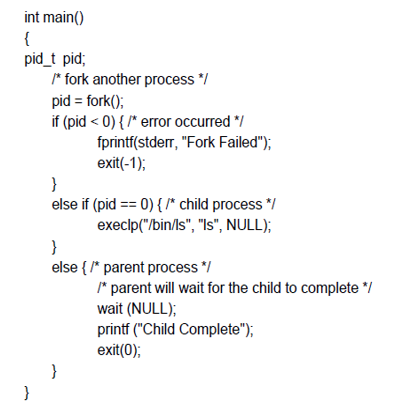 int main()
{
pid_t  pid;
/* fork another process */
pid = fork();
if (pid < 0) { /* error occurred */
fprintf(stderr, "Fork Failed");
exit(-1);
}
else if (pid == 0) { /* child process */
execlp("/bin/ls", "ls", NULL);
}
else { /* parent process */
/* parent will wait for the child to complete */
wait (NULL);
printf ("Child Complete");
exit(0);
}
}